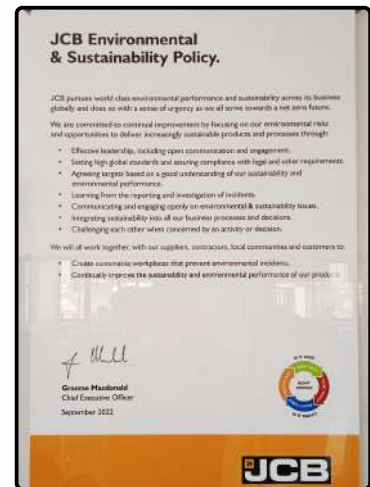 JCB Environmental
& Sustainability Policy.
JCB pursues world class environmental performance and sustainability across its business
globally and does so with a sense of urgency as we all strive towards a net zero future.
We are committed to continual improvement by focusing on our environmental risks
and opportunities to deliver increasingly sustainable products and processes through:
• Effective leadership, including open communication and engagement.
• Setting high global standards and assuring compliance with legal and other requirements.
• Agreeing targets based on a good understanding of our sustainability and
environmental performance.
• Learning from the reporting and investigation of incidents.
• Communicating and engaging openly on environmental & sustainability issues.
• Integrating sustainability into all our business processes and decisions.
• Challenging each other when concerned by an activity or decision.
We will all work together, with our suppliers, contractors, local communities and customers to:
• Create sustainable workplaces that prevent environmental incidents.
• Continually improve the sustainability and environmental performance of our products.
Graeme Macdonald
Chief Executive Officer
September 2022
JCB